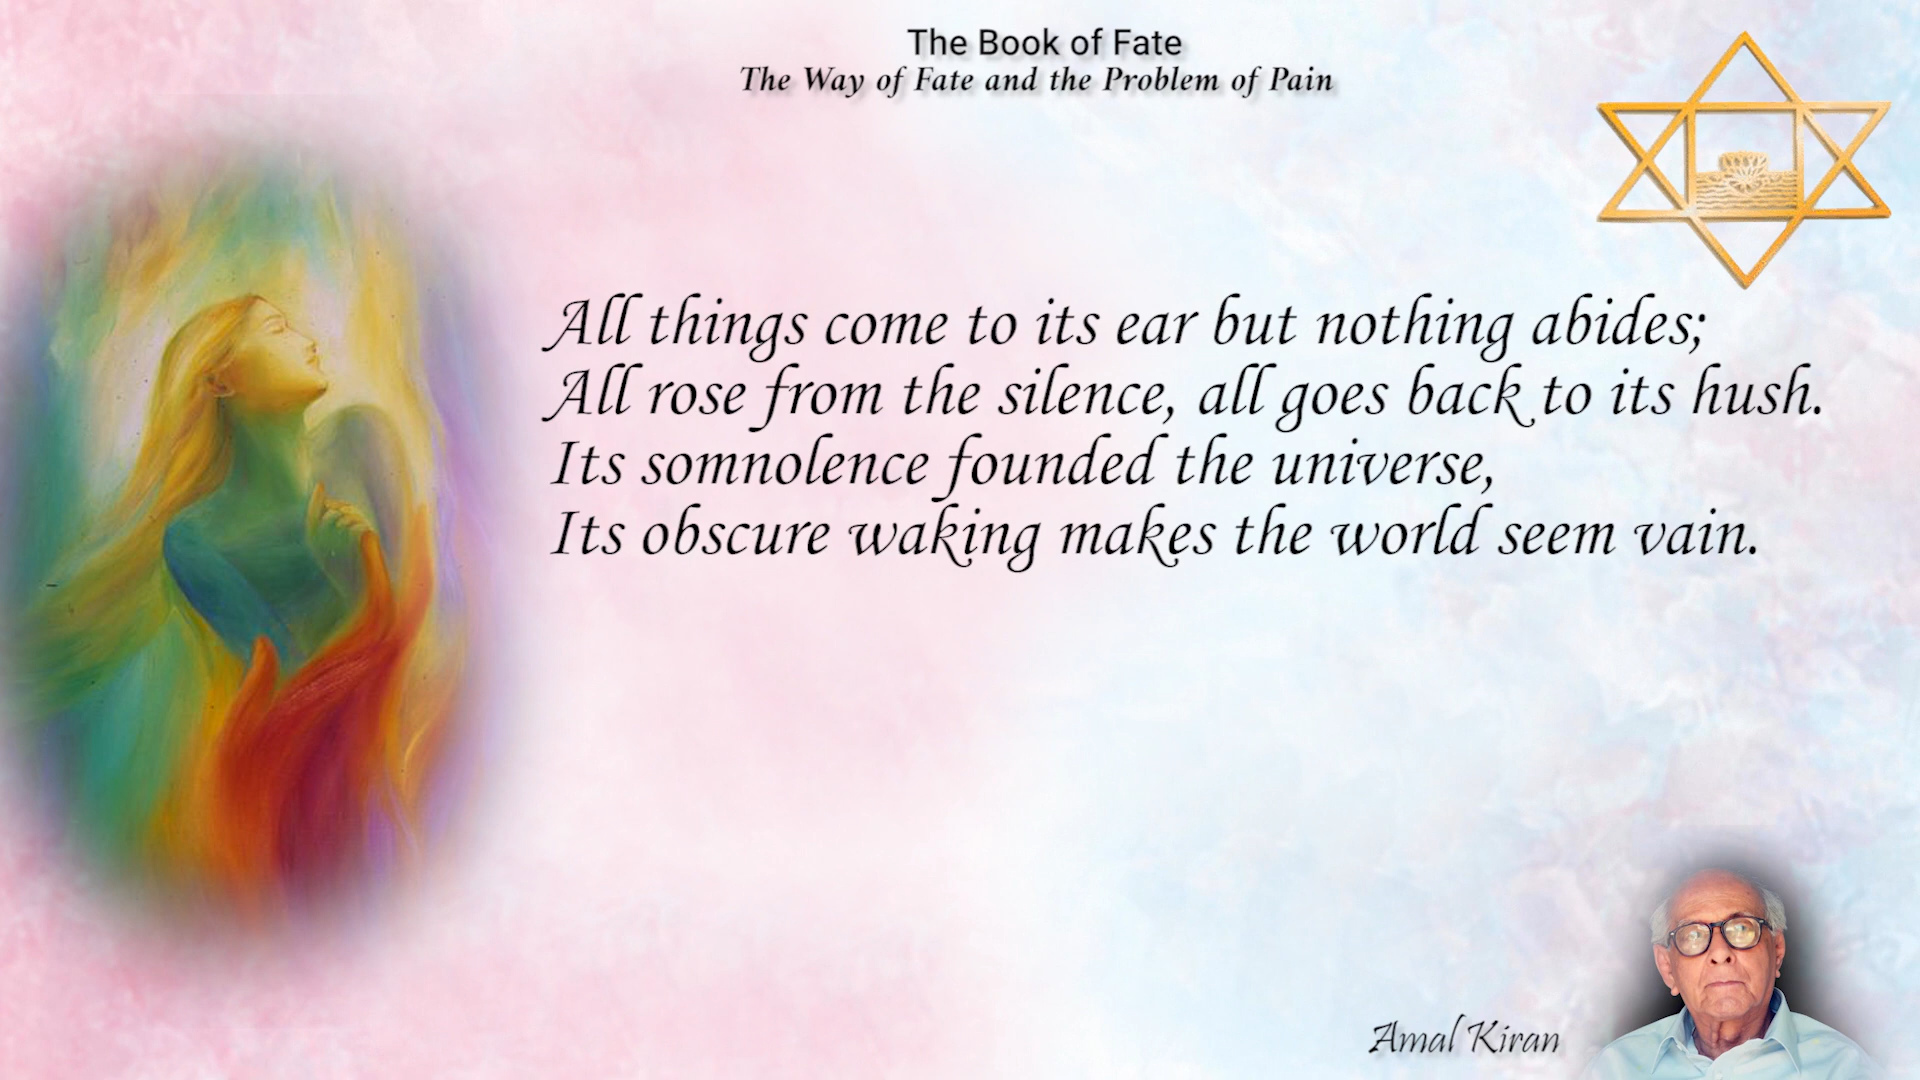 The Book of Fate
The Way of Fate and the Problem of Pain
All things come to its ear but nothing abides;
All rose from the silence, all goes back to its hush.
Its somnolence founded the universe,
Its obscure waking makes the world seem vain.
Amal Kiran